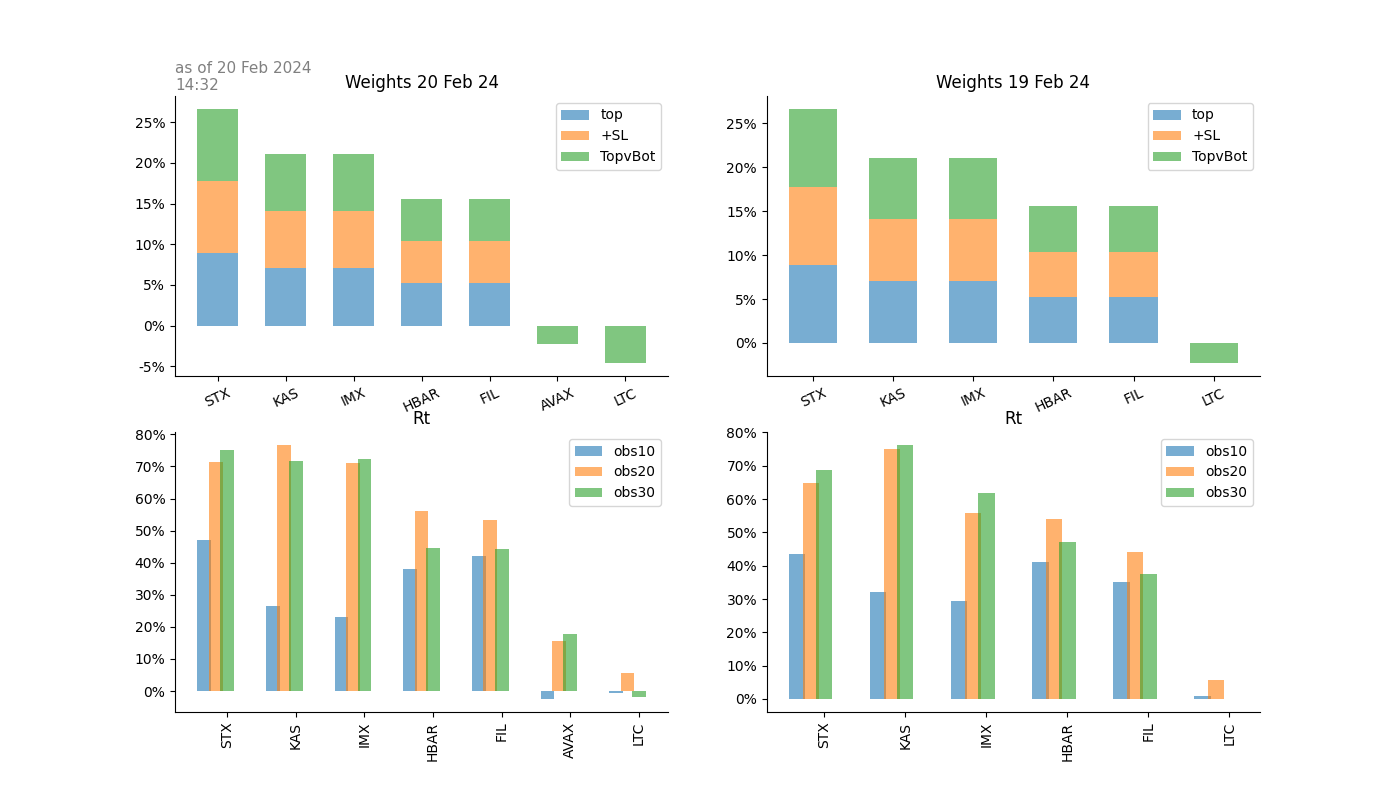 as of 20 Feb 2024
14:32
Weights 20 Feb 24
25%
20%
15%
10%
5%
0%
-5%
top
+SL
TopvBot
STX
KAS
IMX
HBAR
FIL
AVAX
LTC
Weights 19 Feb 24
25%
20%
15%
10%
5%
0%
top
+SL
TopvBot
STX
KAS
IMX
HBAR
FIL
LTC
Rt
80%
70%
60%
50%
40%
30%
20%
10%
0%
obs10
obs20
obs30
STX
KAS
IMX
HBAR
FIL
AVAX
LTC
Rt
80%
70%
60%
50%
40%
30%
20%
10%
0%
obs10
obs20
obs30
STX
KAS
IMX
HBAR
FIL
LTC